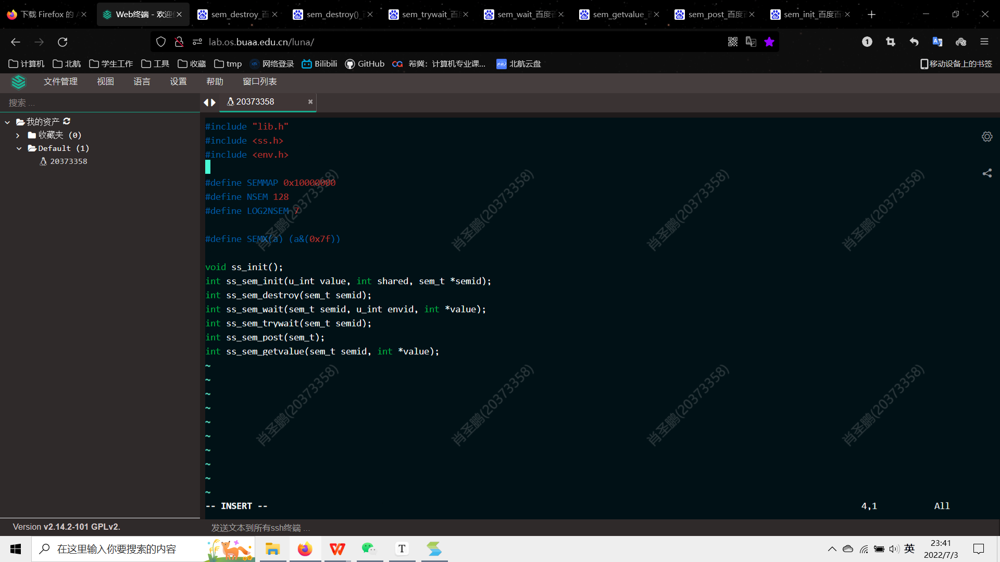 下载 Firefox 的
Web终端 - 欢迎
sem_destroy_百
sem_destroy()_
sem_trywait_百
sem_wait_百度百
sem_getvalue_
sem_post_百度百
sem_init_百度百
lab.os.buaa.edu.cn/luna/
计算机 北航 学生工作 工具 收藏 tmp 网络登录 Bilibili GitHub CG 希冀：计算机专业课... 北航云盘 移动设备上的书签
文件管理 视图 语言 设置 帮助 窗口列表
搜索 ...
20373358
我的资产
收藏夹 (0)
Default (1)
20373358
#include "lib.h"
#include <ss.h>
#include <env.h>
#define SEMMAP 0x10000000
#define NSEM 128
#define LOG2NSEM 7
#define SEMX(a) (a&(0x7f))
void ss_init();
int ss_sem_init(u_int value, int shared, sem_t *semid);
int ss_sem_destroy(sem_t semid);
int ss_sem_wait(sem_t semid, u_int envid, int *value);
int ss_sem_trywait(sem_t semid);
int ss_sem_post(sem_t);
int ss_sem_getvalue(sem_t semid, int *value);
~
~
~
~
~
~
~
~
~
~
-- INSERT --
4,1
All
肖圣鹏(20373358)
肖圣鹏(20373358)
肖圣鹏(20373358)
肖圣鹏(20373358)
肖圣鹏(20373358)
肖圣鹏(20373358)
肖圣鹏(20373358)
肖圣鹏(20373358)
Version v2.14.2-101 GPLv2.
发送文本到所有ssh终端 ...
在这里输入你要搜索的内容
英
23:41
2022/7/3